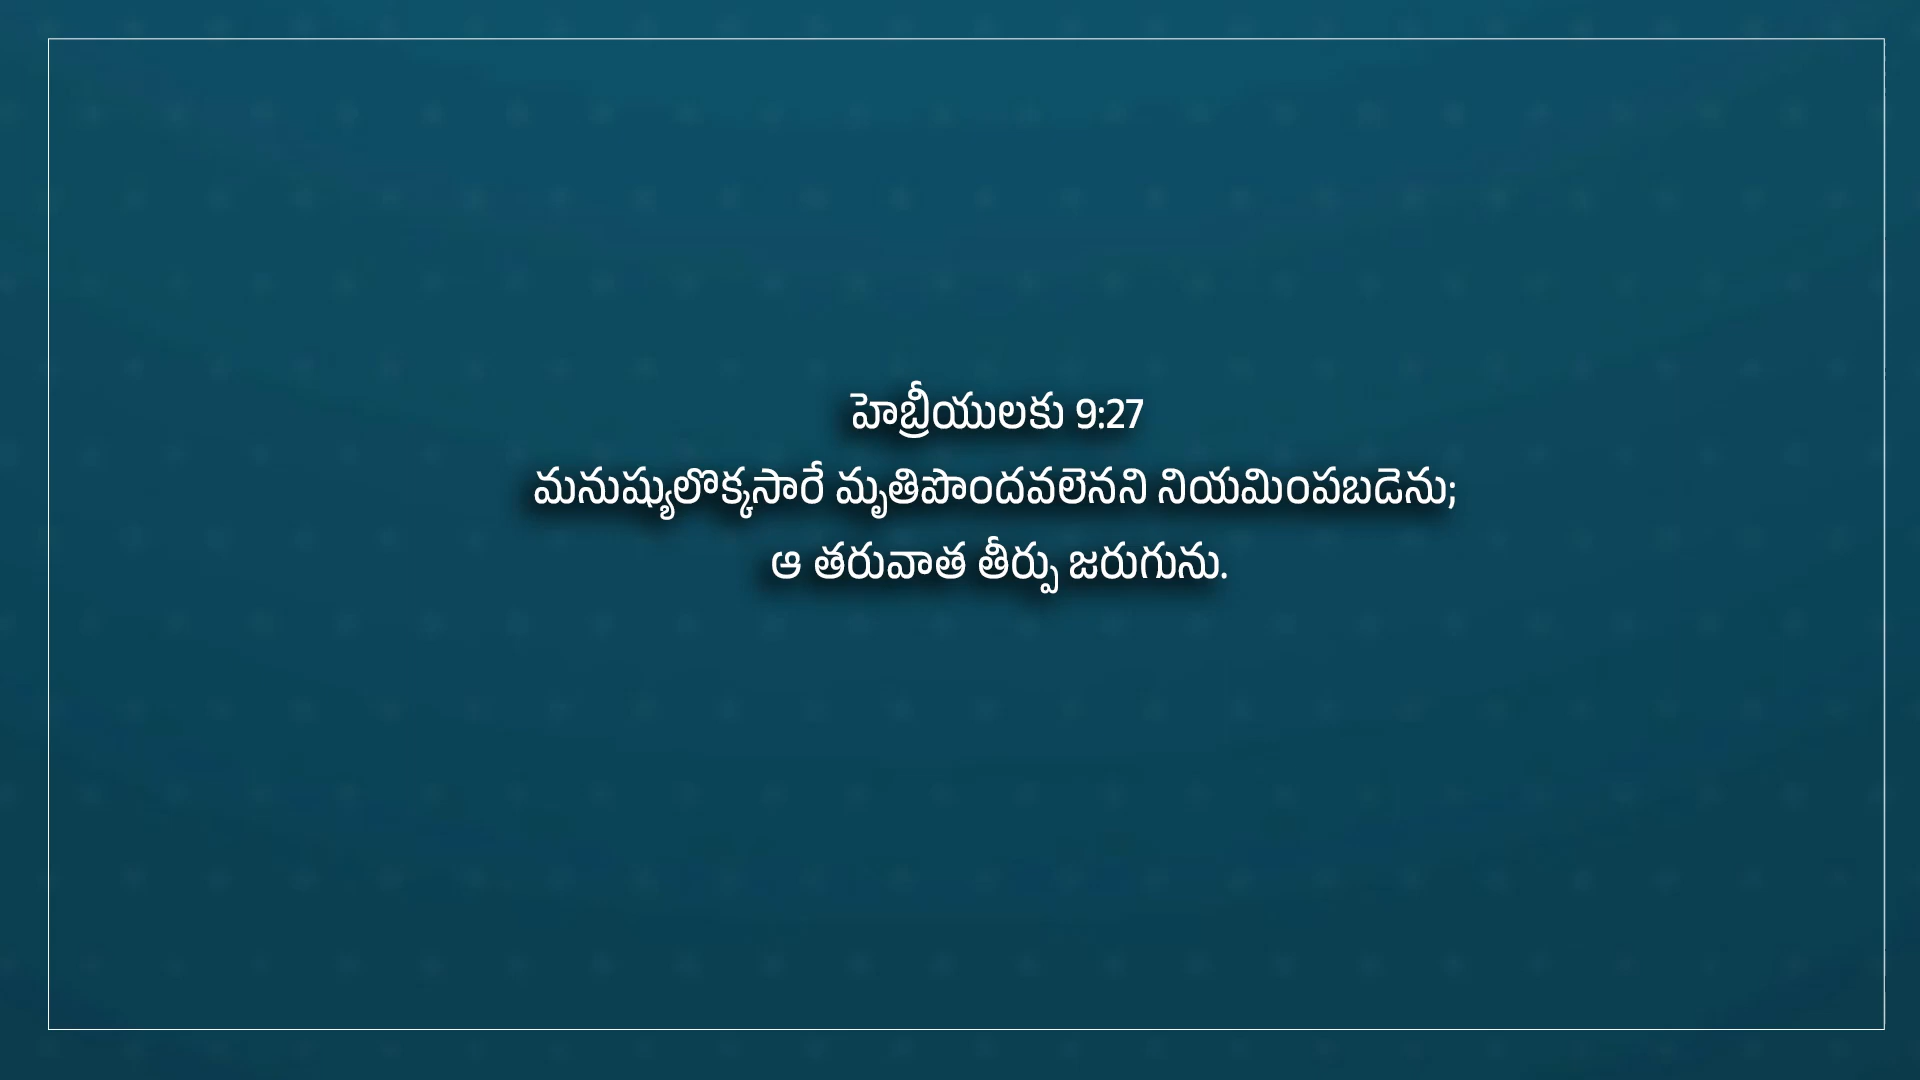 హెబ్రీయులకు 9:27
మనుష్యులొక్కసారే మృతిపొందవలెనని నియమింపబడెను;
ఆ తరువాత తీర్పు జరుగును.